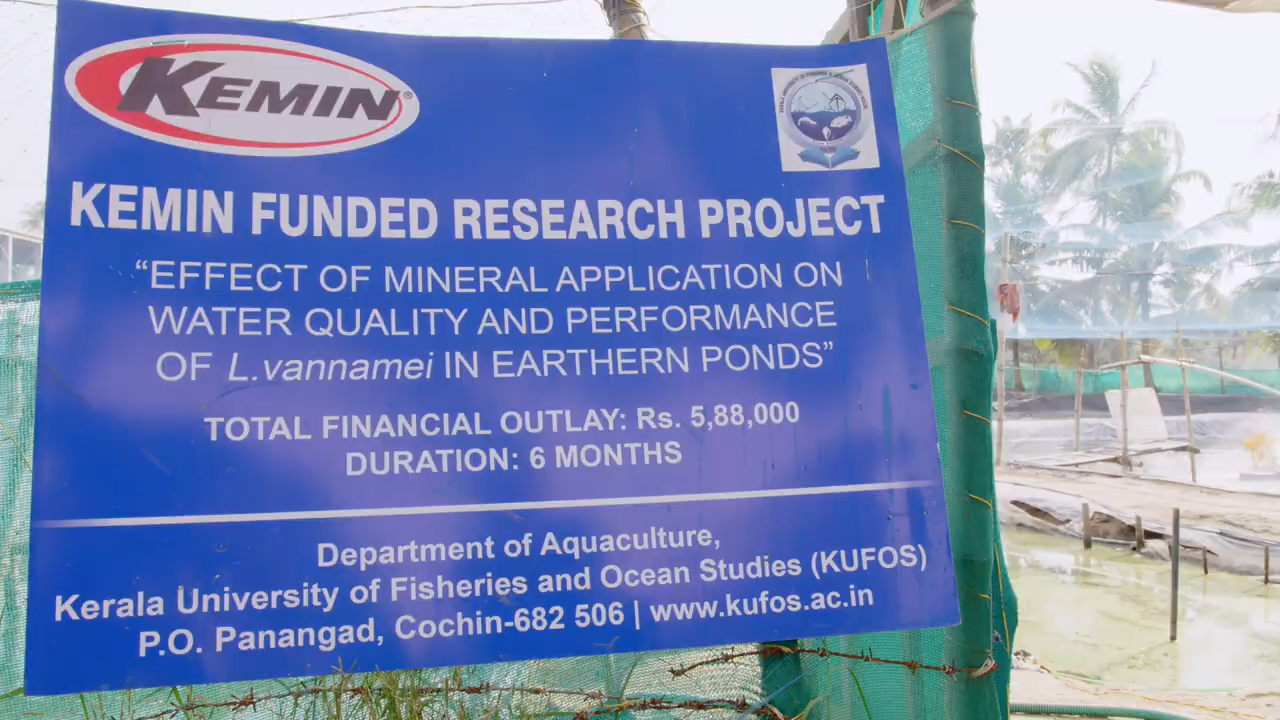 KEMIN®
KEMIN FUNDED RESEARCH PROJECT
“EFFECT OF MINERAL APPLICATION ON
WATER QUALITY AND PERFORMANCE
OF L.vannamei IN EARTHERN PONDS”
TOTAL FINANCIAL OUTLAY: Rs. 5,88,000
DURATION: 6 MONTHS
Department of Aquaculture,
Kerala University of Fisheries and Ocean Studies (KUFOS)
P.O. Panangad, Cochin-682 506 | www.kufos.ac.in